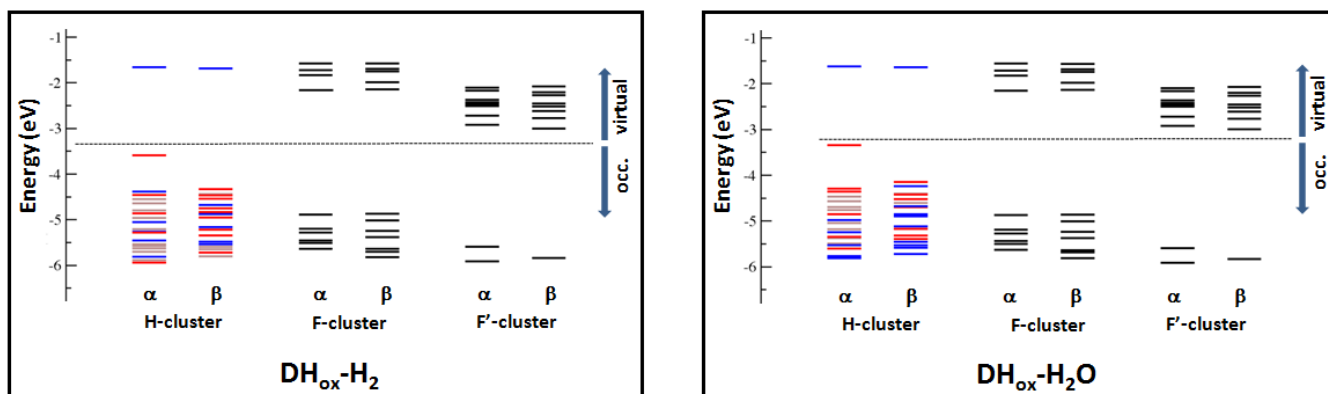 -1
-2
-3
-4
-5
-6
Energy (eV)
virtual
occ.
α β α β α β
H-cluster F-cluster F’-cluster
DHox-H2
-1
-2
-3
-4
-5
-6
Energy (eV)
virtual
occ.
α β α β α β
H-cluster F-cluster F’-cluster
DHox-H2O